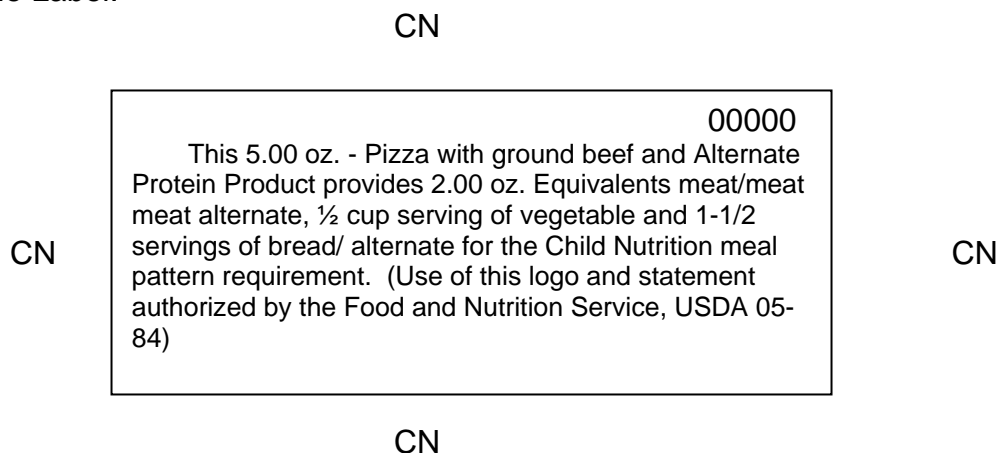 CN
00000
This 5.00 oz. - Pizza with ground beef and Alternate
Protein Product provides 2.00 oz. Equivalents meat/meat
meat alternate, ½ cup serving of vegetable and 1-1/2
servings of bread/ alternate for the Child Nutrition meal
pattern requirement.  (Use of this logo and statement
authorized by the Food and Nutrition Service, USDA 05-
84)
CN
CN
CN